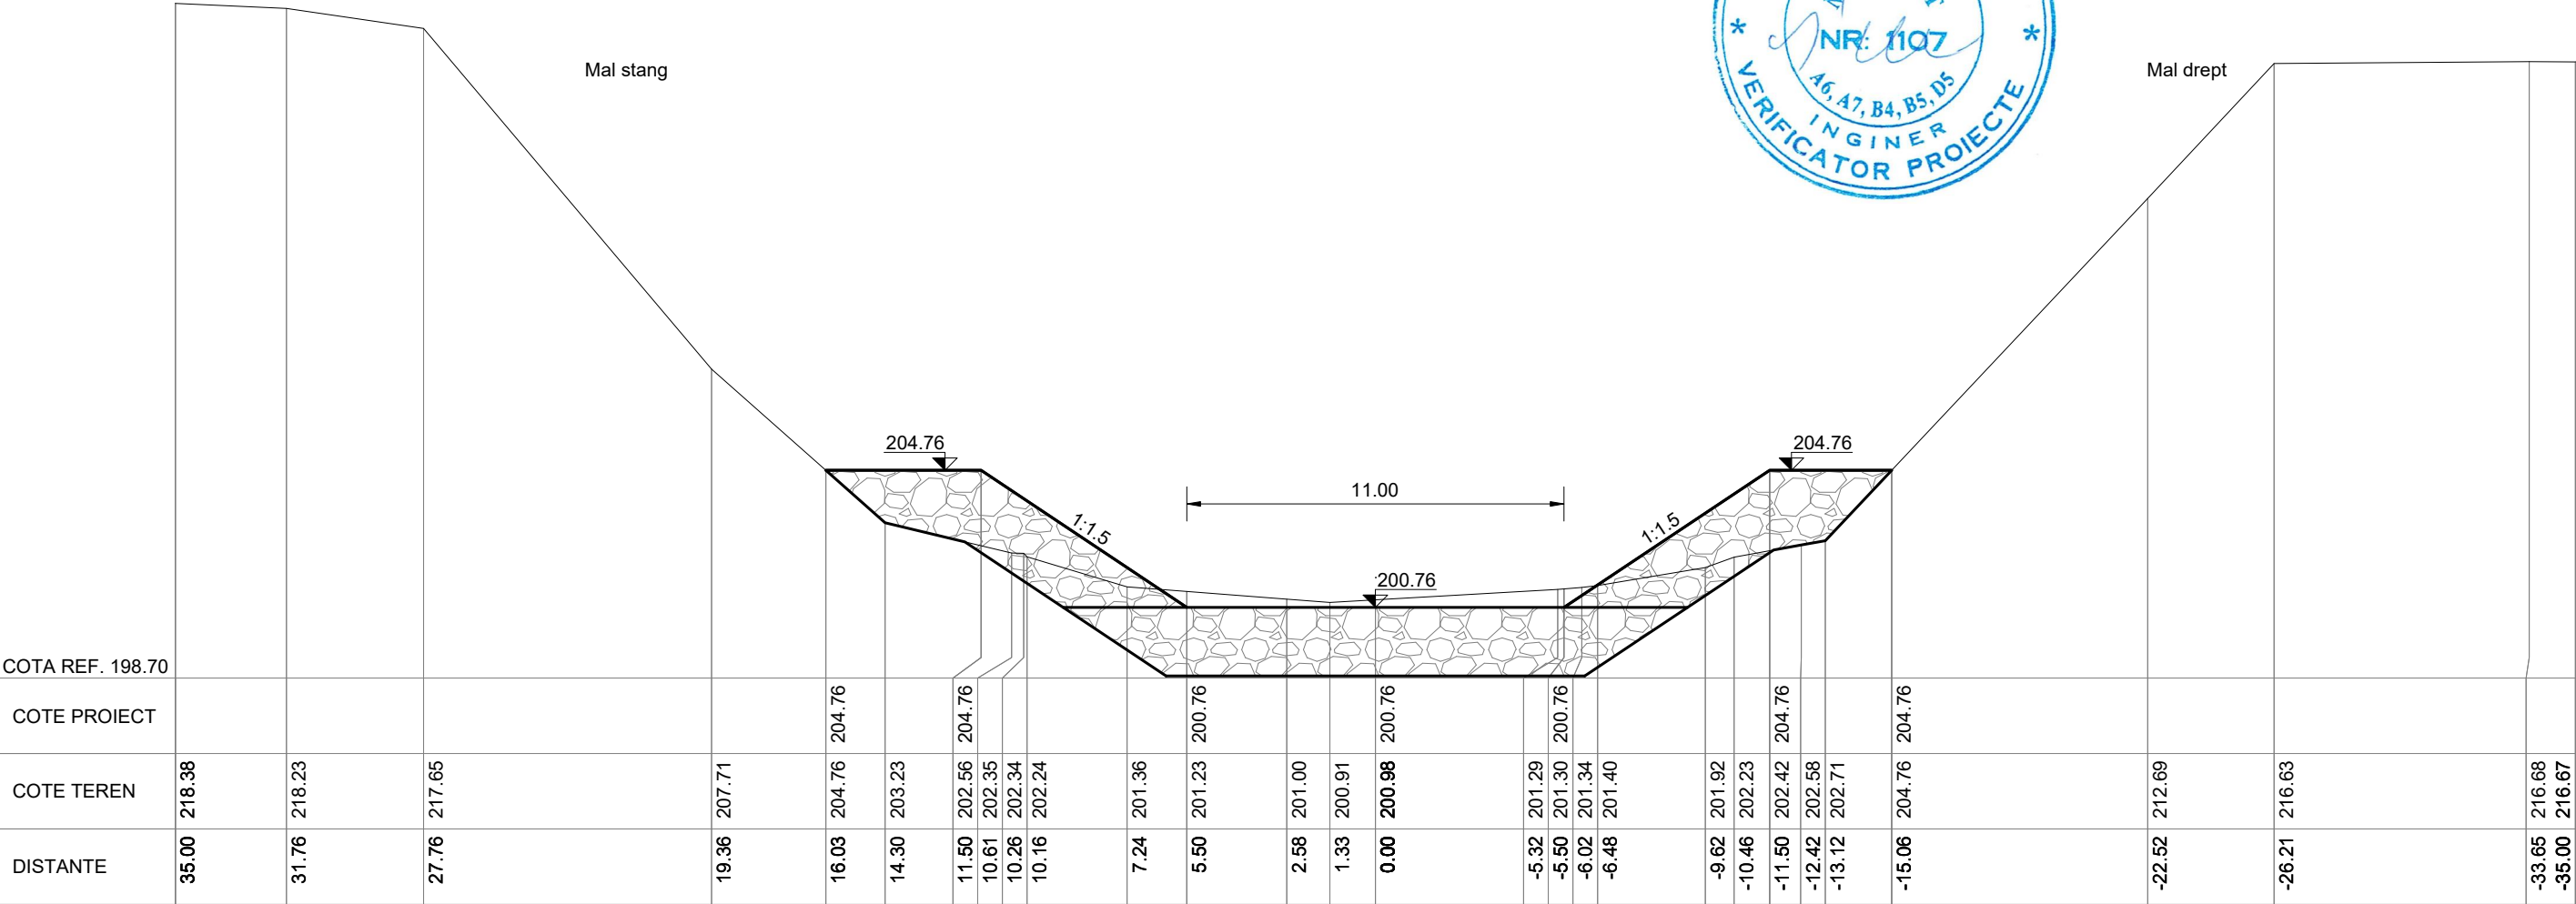 Mal stang
Mal drept
NR: 1107
A6, A7, B4, B5, D5
INGINER
* VERIFICATOR PROIECTE *
204.76
204.76
11.00
1:1.5
1:1.5
200.76
COTA REF. 198.70
COTE PROIECT 204.76 204.76 200.76 200.76 200.76 204.76 204.76
COTE TEREN 218.38 218.23 217.65 207.71 204.76 203.23 202.56 202.35 202.34 202.24 201.36 201.23 201.00 200.91 200.98 201.29 201.30 201.34 201.40 201.92 202.23 202.42 202.58 202.71 204.76 212.69 216.63 216.68 216.67
DISTANTE 35.00 31.76 27.76 19.36 16.03 14.30 11.50 10.61 10.26 10.16 7.24 5.50 2.58 1.33 0.00 -5.32 -5.50 -6.02 -6.48 -9.62 -10.46 -11.50 -12.42 -13.12 -15.06 -22.52 -26.21 -33.65 -35.00